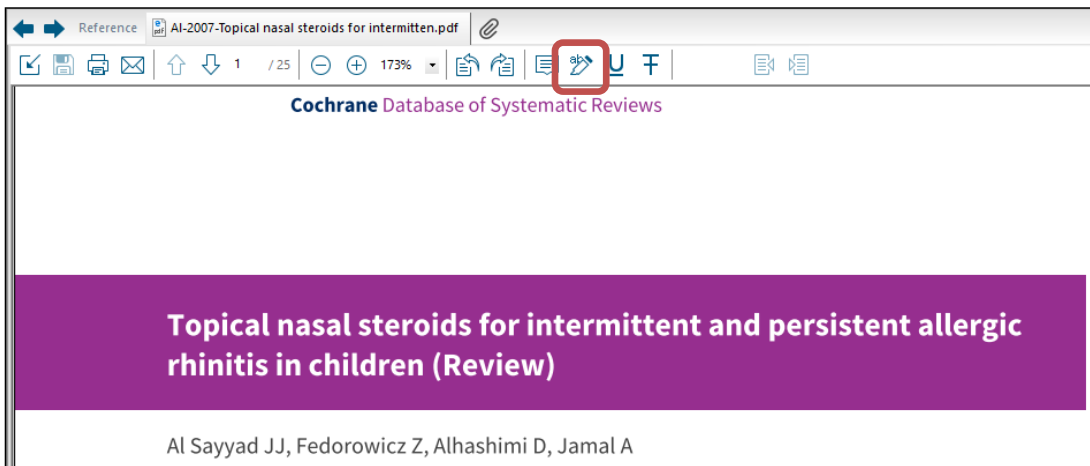 Reference AI-2007-Topical nasal steroids for intermitten.pdf
1 / 25 173% ab U T
Cochrane Database of Systematic Reviews
Topical nasal steroids for intermittent and persistent allergic
rhinitis in children (Review)
Al Sayyad JJ, Fedorowicz Z, Alhashimi D, Jamal A